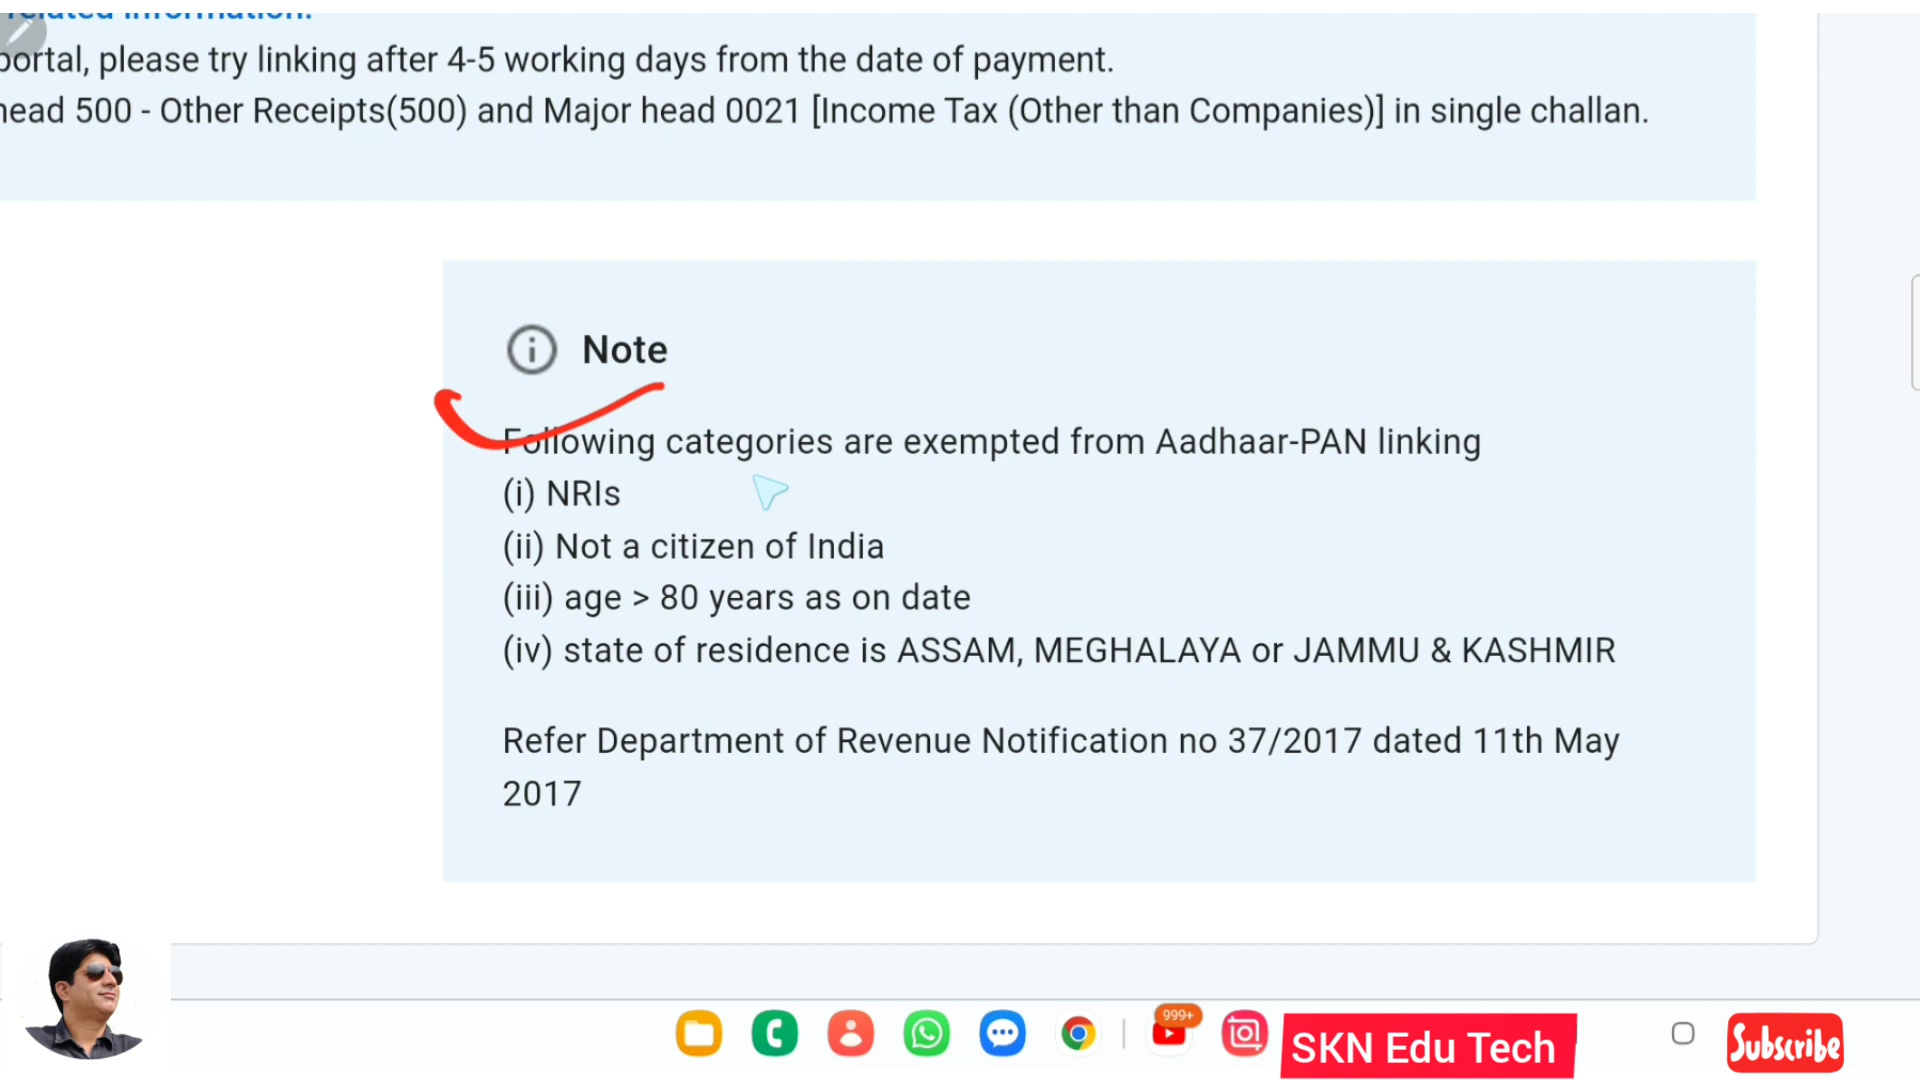 related information:
portal, please try linking after 4-5 working days from the date of payment.
head 500 - Other Receipts(500) and Major head 0021 [Income Tax (Other than Companies)] in single challan.
Note
Following categories are exempted from Aadhaar-PAN linking
(i) NRIs
(ii) Not a citizen of India
(iii) age > 80 years as on date
(iv) state of residence is ASSAM, MEGHALAYA or JAMMU & KASHMIR
Refer Department of Revenue Notification no 37/2017 dated 11th May
2017
999+
SKN Edu Tech
Subscribe